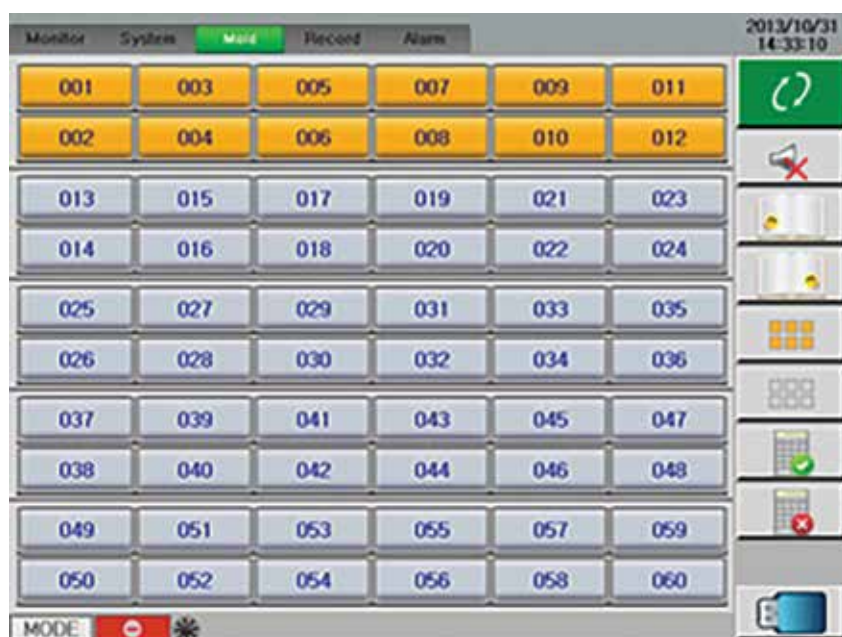 Monitor System Mold Record Alarm
2013/10/31
14:33:10
001 003 005 007 009 011
002 004 006 008 010 012
013 015 017 019 021 023
014 016 018 020 022 024
025 027 029 031 033 035
026 028 030 032 034 036
037 039 041 043 045 047
038 040 042 044 046 048
049 051 053 055 057 059
050 052 054 056 058 060
MODE